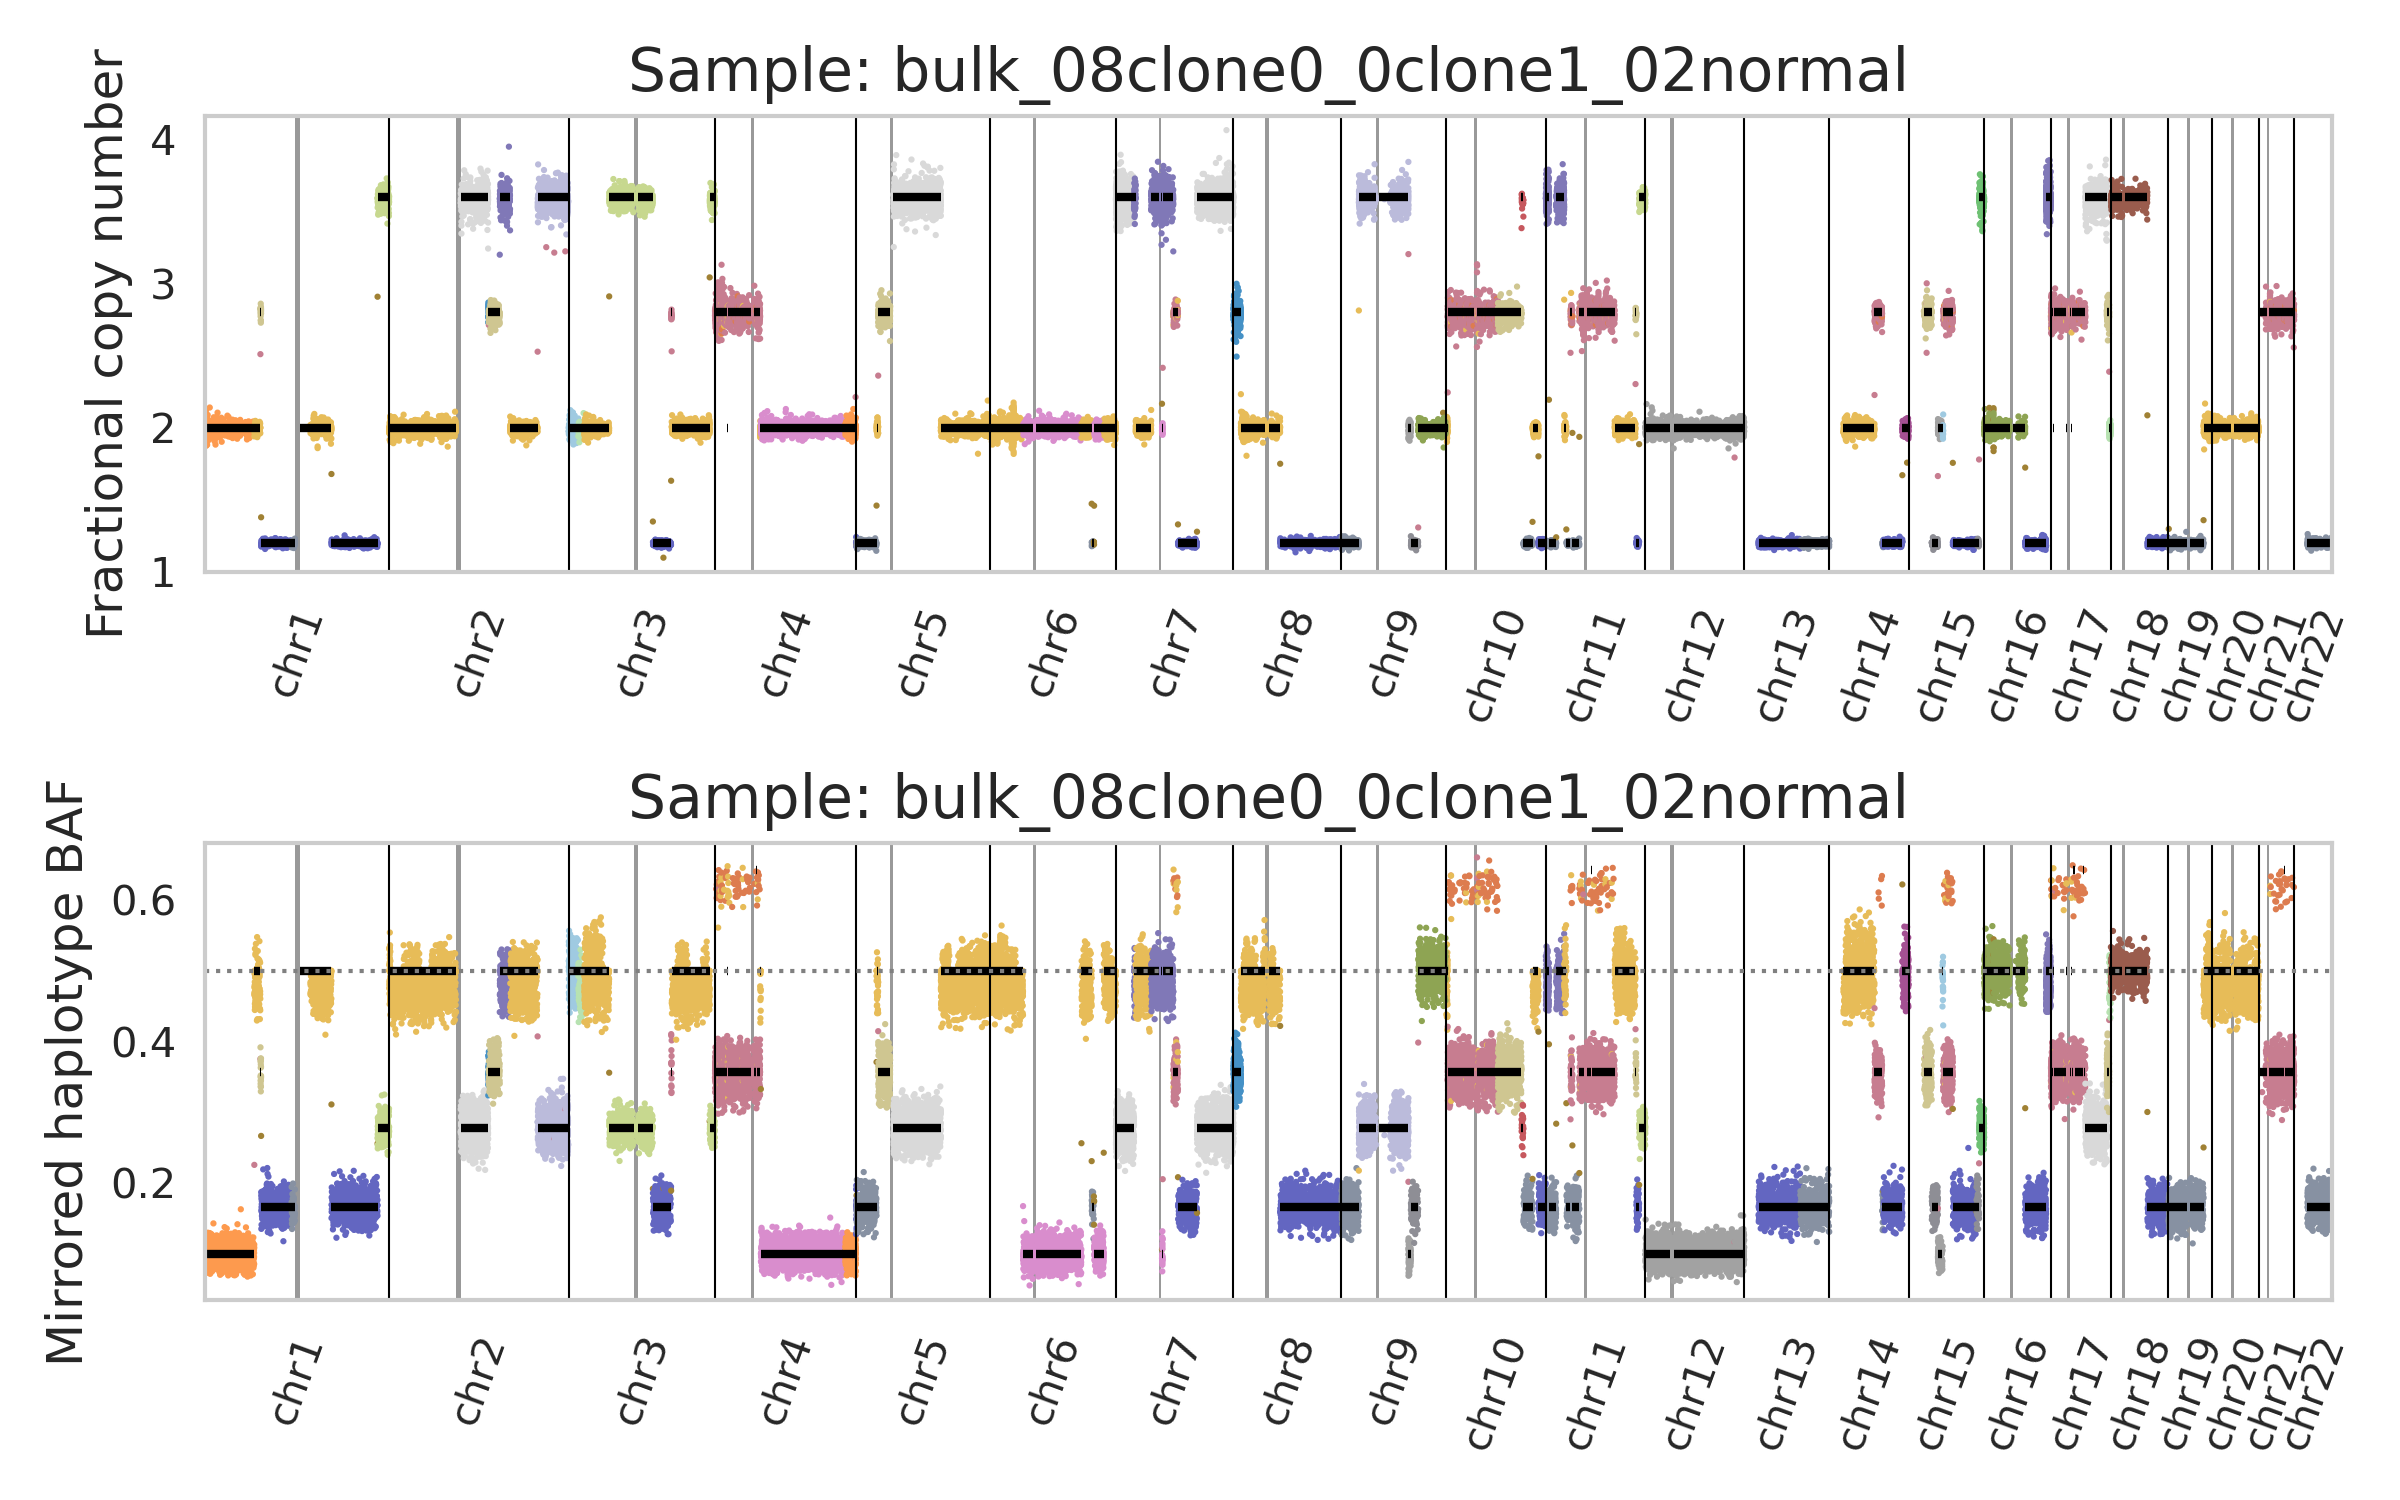 Sample: bulk_08clone0_0clone1_02normal
Fractional copy number
4
3
2
1
chr1 chr2 chr3 chr4 chr5 chr6 chr7 chr8 chr9 chr10 chr11 chr12 chr13 chr14 chr15 chr16 chr17 chr18 chr19 chr20 chr21 chr22
Sample: bulk_08clone0_0clone1_02normal
Mirrored haplotype BAF
0.6
0.4
0.2
chr1 chr2 chr3 chr4 chr5 chr6 chr7 chr8 chr9 chr10 chr11 chr12 chr13 chr14 chr15 chr16 chr17 chr18 chr19 chr20 chr21 chr22